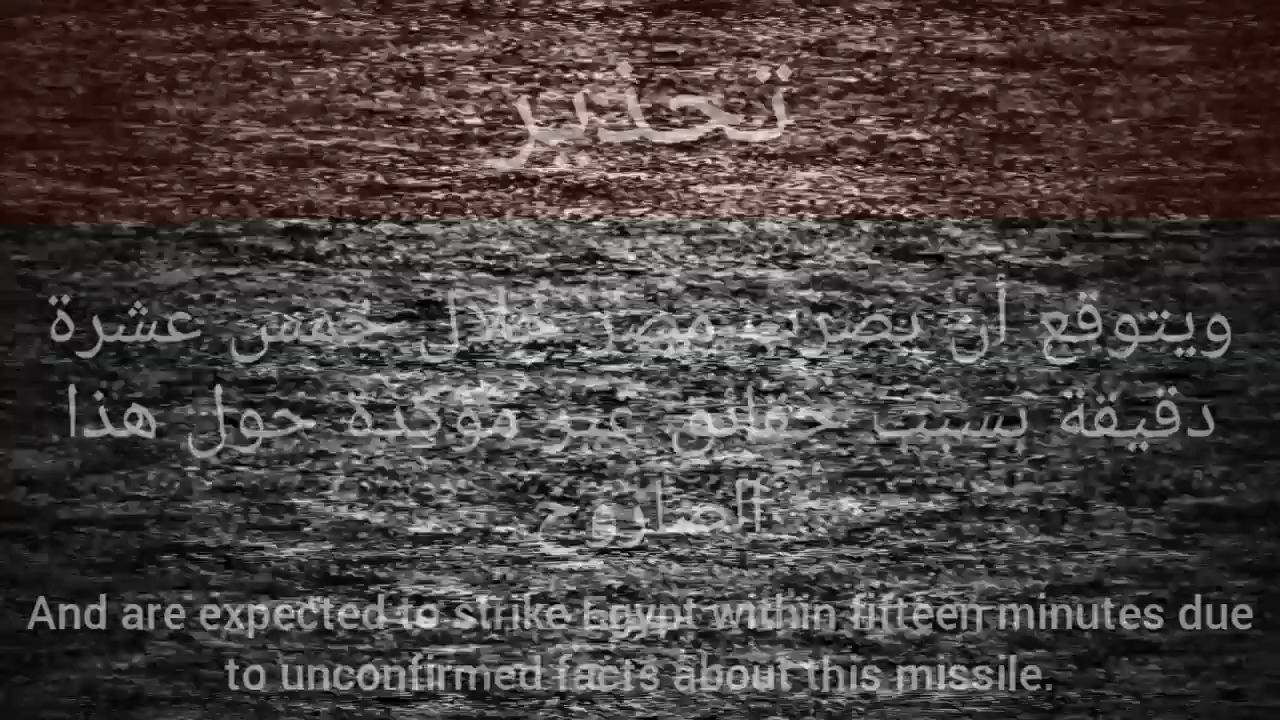 تحذير
ويتوقع أن يضرب مصر خلال خمس عشرة
دقيقة بسبب حقائق غير مؤكدة حول هذا
الصاروخ
And are expected to strike Egypt within fifteen minutes due
to unconfirmed facts about this missile.